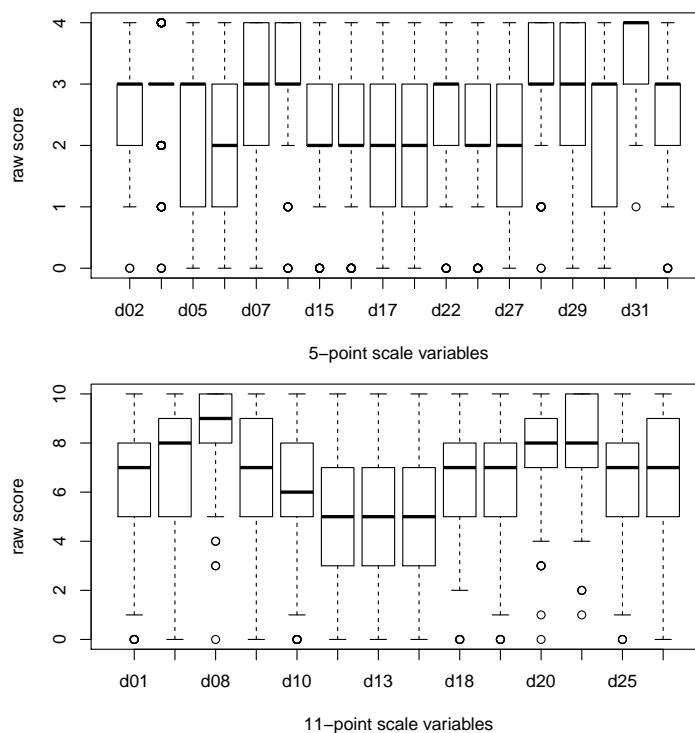 4
3
2
1
0
raw score
d02 d05 d07 d15 d17 d22 d27 d29 d31
5−point scale variables
10
8
6
4
2
0
raw score
d01 d08 d10 d13 d18 d20 d25
11−point scale variables